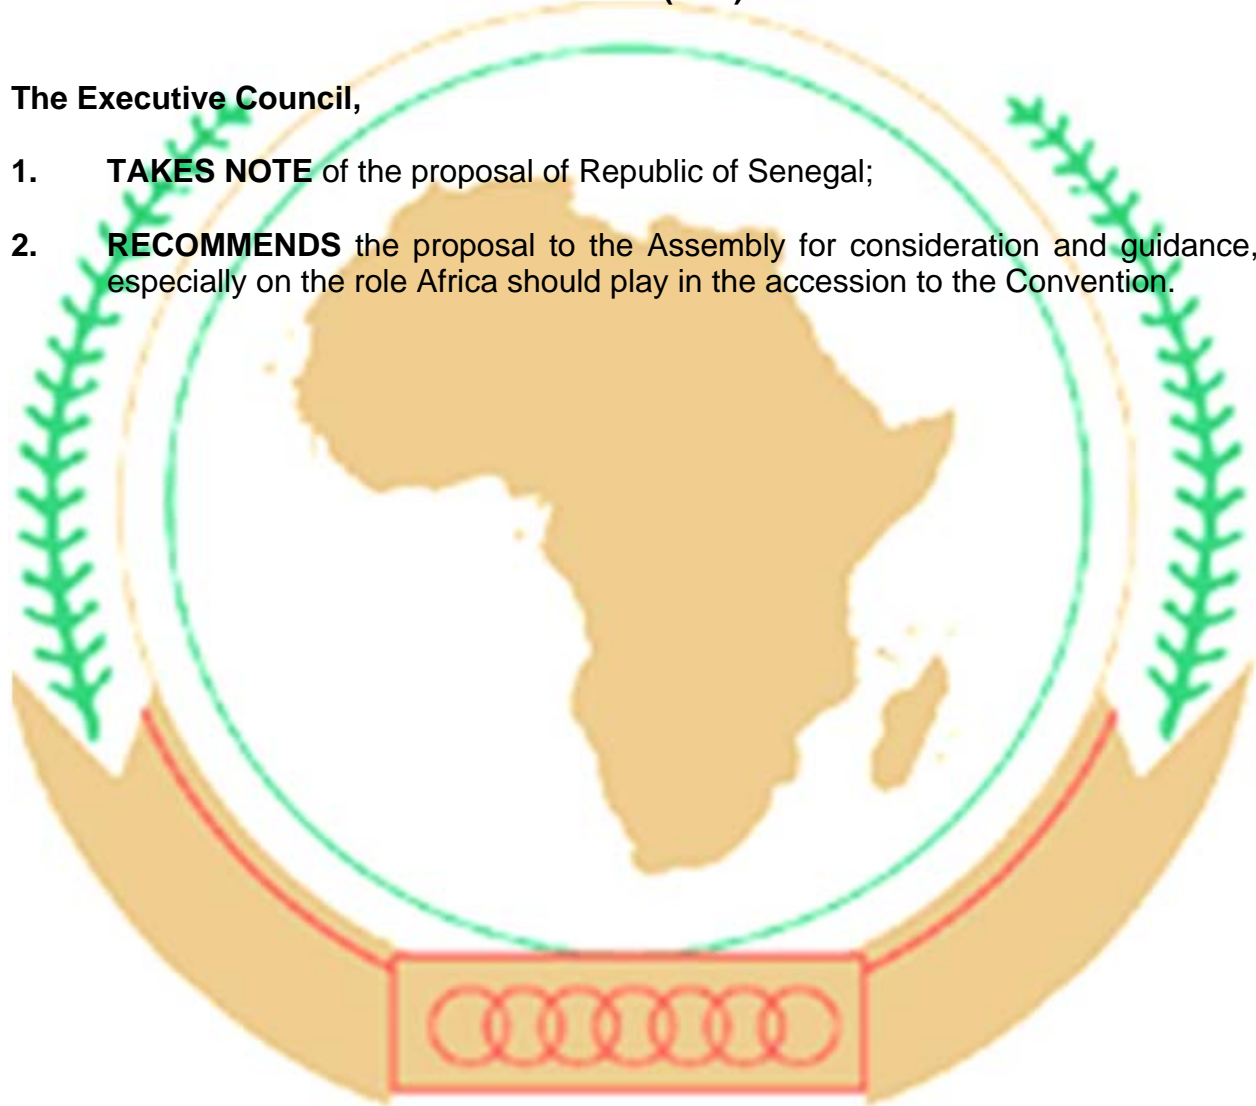 The Executive Council,
1. TAKES NOTE of the proposal of Republic of Senegal;
2. RECOMMENDS the proposal to the Assembly for consideration and guidance,
especially on the role Africa should play in the accession to the Convention.